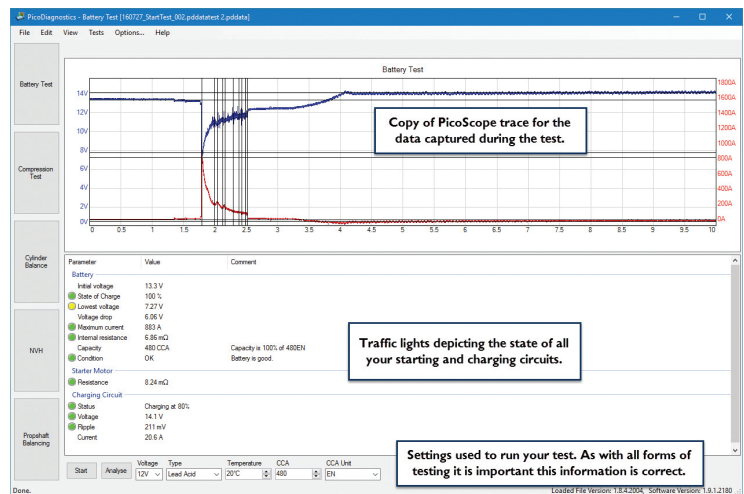 PicoDiagnostics - Battery Test [160727_StartTest_002.pddatatest 2.pddata]
File Edit View Tests Options... Help
Battery Test
Compression
Test
Cylinder
Balance
NVH
Propshaft
Balancing
Battery Test
14V
12V
10V
8V
6V
4V
2V
0V
1800A
1600A
1400A
1200A
1000A
800A
600A
400A
200A
0A
0 0.5 1 1.5 2 2.5 3 3.5 4 4.5 5 5.5 6 6.5 7 7.5 8 8.5 9 9.5 10
Copy of PicoScope trace for the
data captured during the test.
Parameter Value Comment
Battery
Initial voltage 13.3 V
State of Charge 100 %
Lowest voltage 7.27 V
Voltage drop 6.06 V
Maximum current 883 A
Internal resistance 6.86 mΩ
Capacity 480 CCA Capacity is 100% of 480EN
Condition OK Battery is good.
Starter Motor
Resistance 8.24 mΩ
Charging Circuit
Status Charging at 80%
Voltage 14.1 V
Ripple 211 mV
Current 20.6 A
Traffic lights depicting the state of all
your starting and charging circuits.
Settings used to run your test. As with all forms of
testing it is important this information is correct.
Voltage Type Temperature CCA CCA Unit
Start Analyse 12V Lead Acid 20°C 480 EN
Done. Loaded File Version: 1.8.4.2004, Software Version: 1.9.1.2180